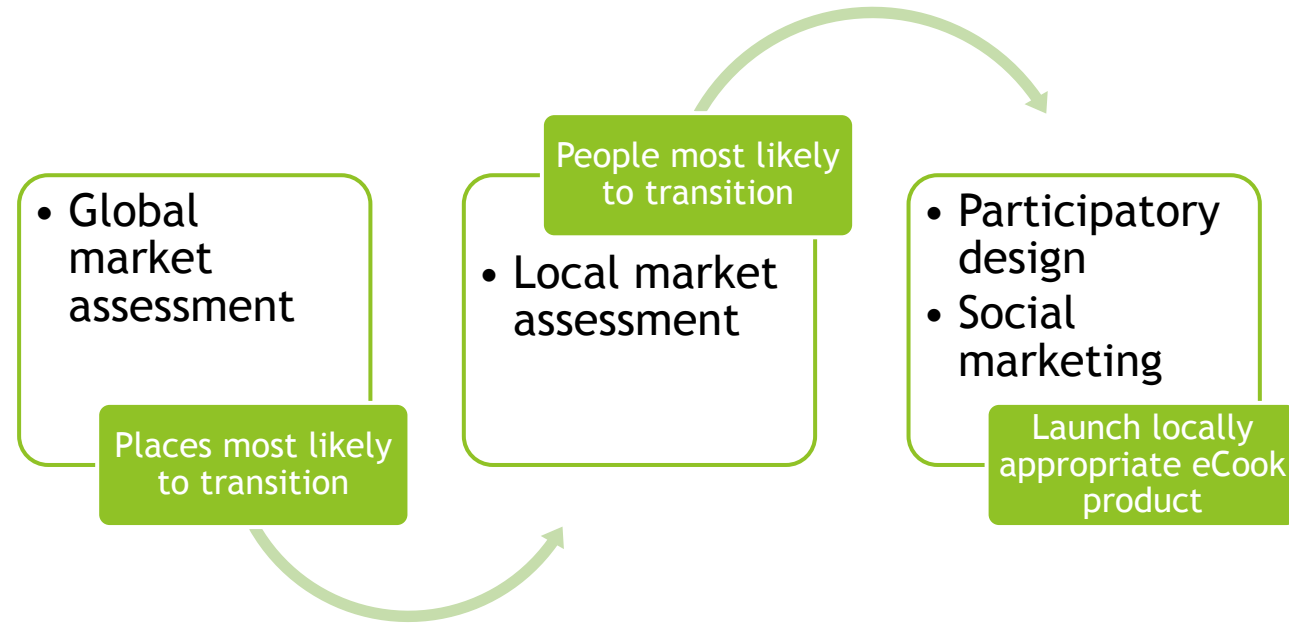 • Global
market
assessment
Places most likely
to transition
People most likely
to transition
• Local market
assessment
• Participatory
design
• Social
marketing
Launch locally
appropriate eCook
product